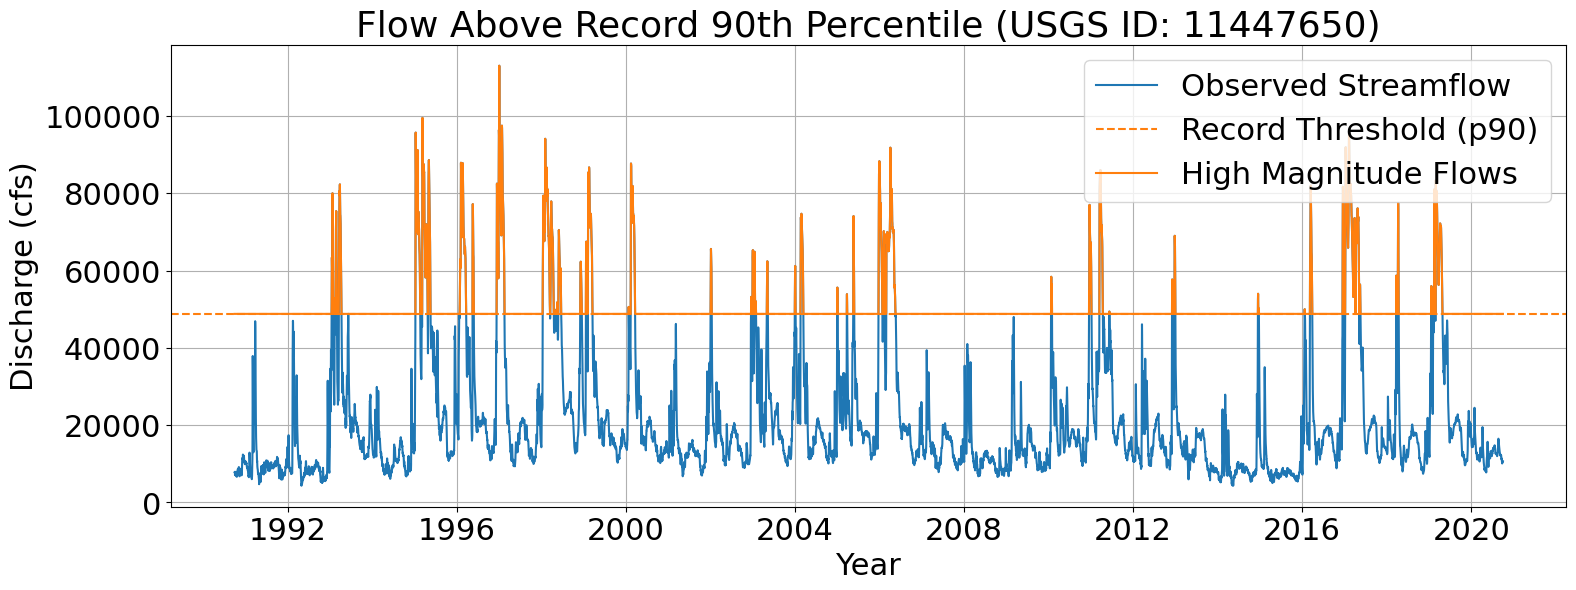 Flow Above Record 90th Percentile (USGS ID: 11447650)
Discharge (cfs)
100000
80000
60000
40000
20000
0
Observed Streamflow
Record Threshold (p90)
High Magnitude Flows
1992 1996 2000 2004 2008 2012 2016 2020
Year